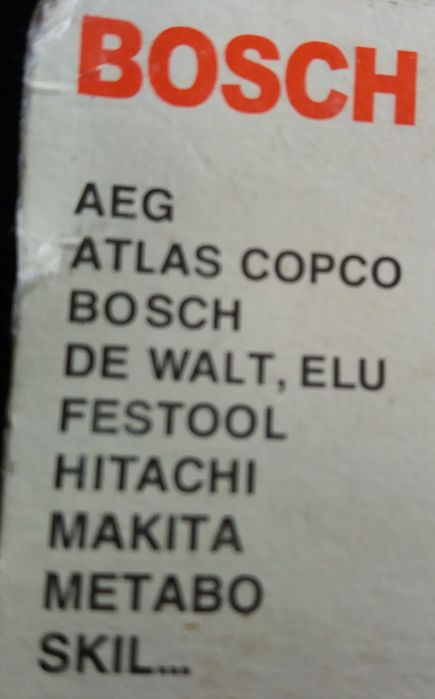 BOSCH
AEG
ATLAS COPCO
BOSCH
DE WALT, ELU
FESTOOL
HITACHI
MAKITA
METABO
SKIL...